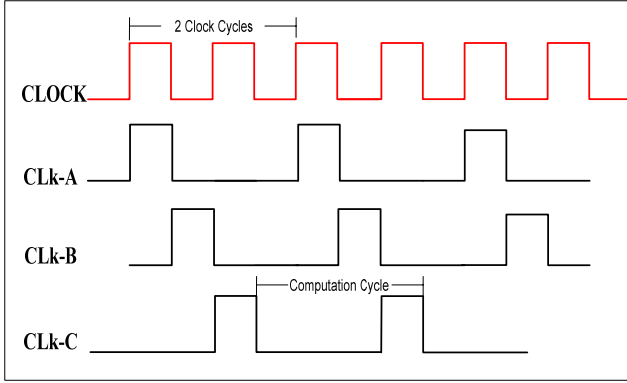 2 Clock Cycles
CLOCK
CLk-A
CLk-B
Computation Cycle
CLk-C